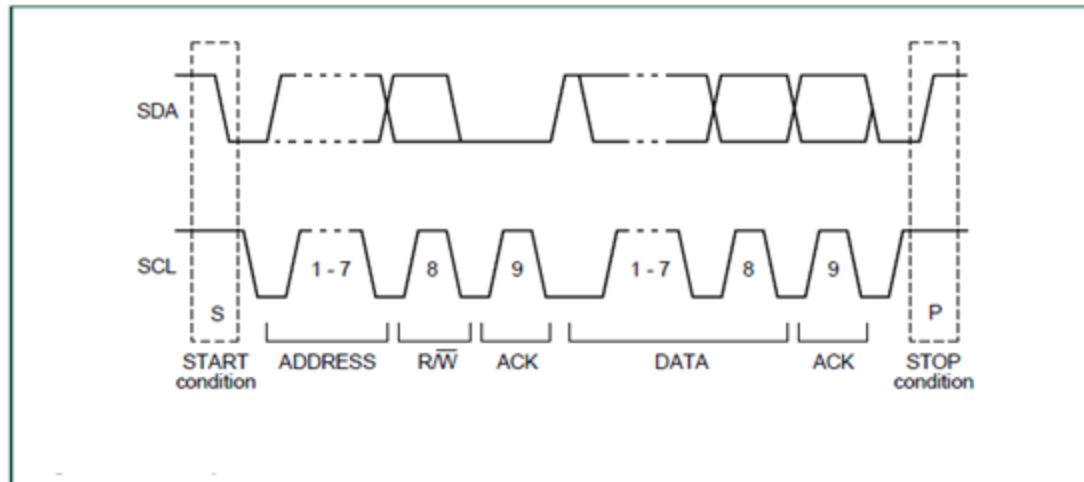 SDA
SCL
1 - 7
8
9
1 - 7
8
9
S
P
START
condition
ADDRESS
R/W̅
ACK
DATA
ACK
STOP
condition